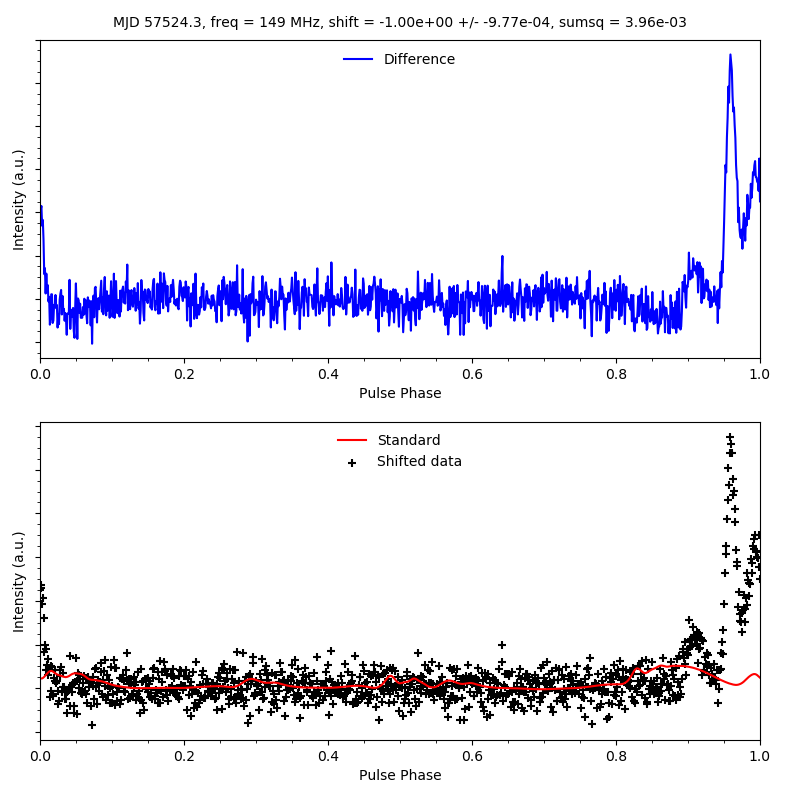 MJD 57524.3, freq = 149 MHz, shift = -1.00e+00 +/- -9.77e-04, sumsq = 3.96e-03
Difference
Intensity (a.u.)
0.0 0.2 0.4 0.6 0.8 1.0
Pulse Phase
Standard
Shifted data
Intensity (a.u.)
0.0 0.2 0.4 0.6 0.8 1.0
Pulse Phase